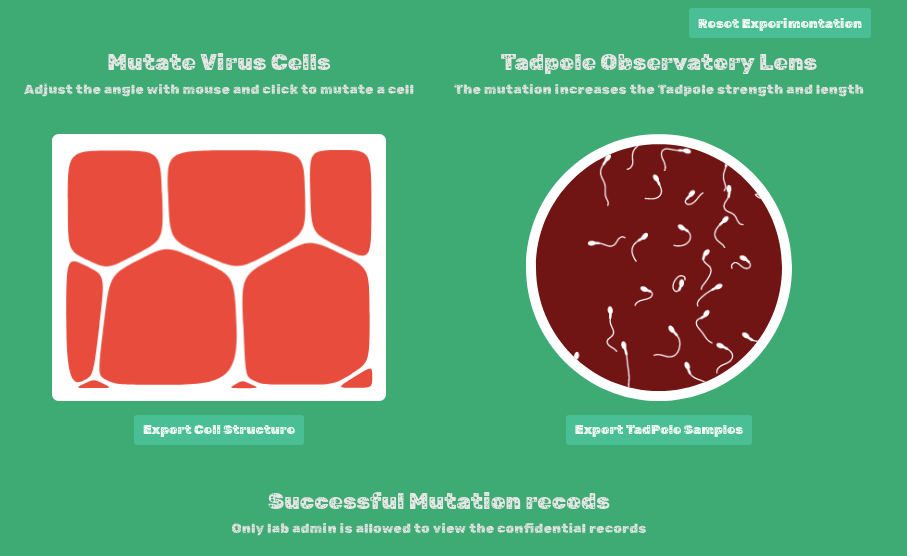 Reset Experimentation
Mutate Virus Cells
Tadpole Observatory Lens
Adjust the angle with mouse and click to mutate a cell
The mutation increases the Tadpole strength and length
Export Cell Structure
Export TadPole Samples
Successful Mutation recods
Only lab admin is allowed to view the confidential records